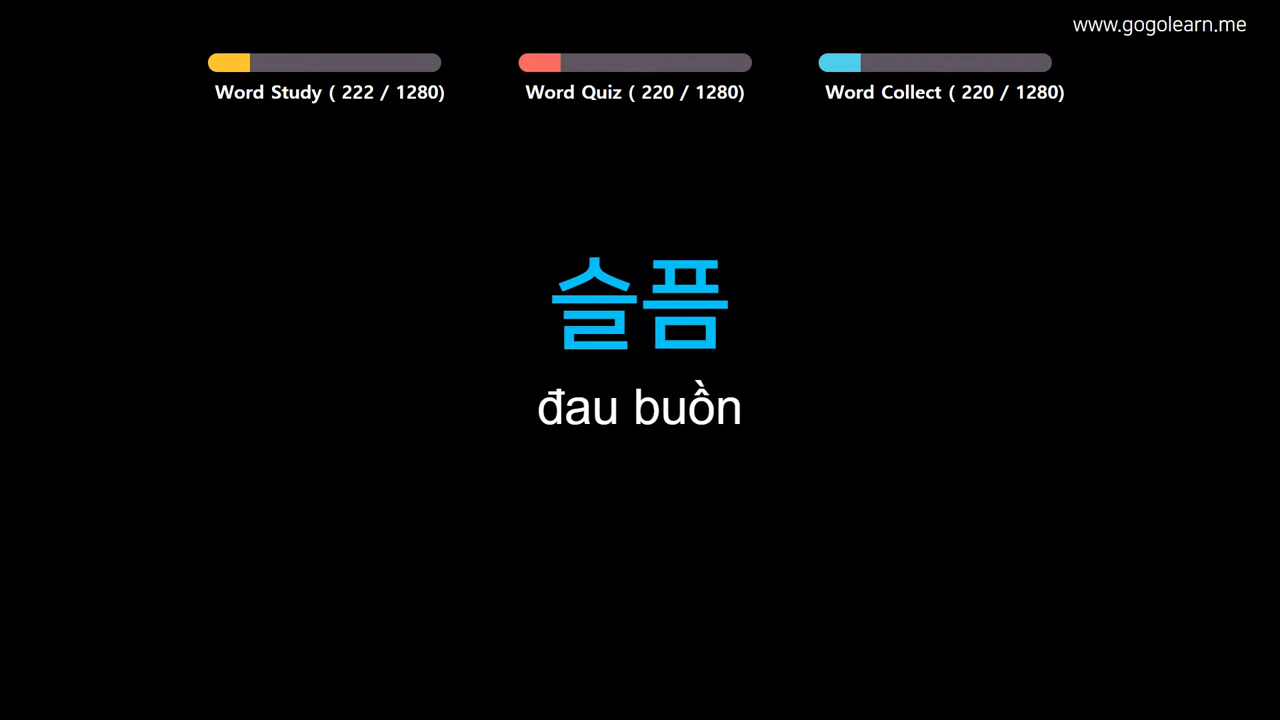 www.gogolearn.me
Word Study ( 222 / 1280)
Word Quiz ( 220 / 1280)
Word Collect ( 220 / 1280)
슬픔
đau buồn